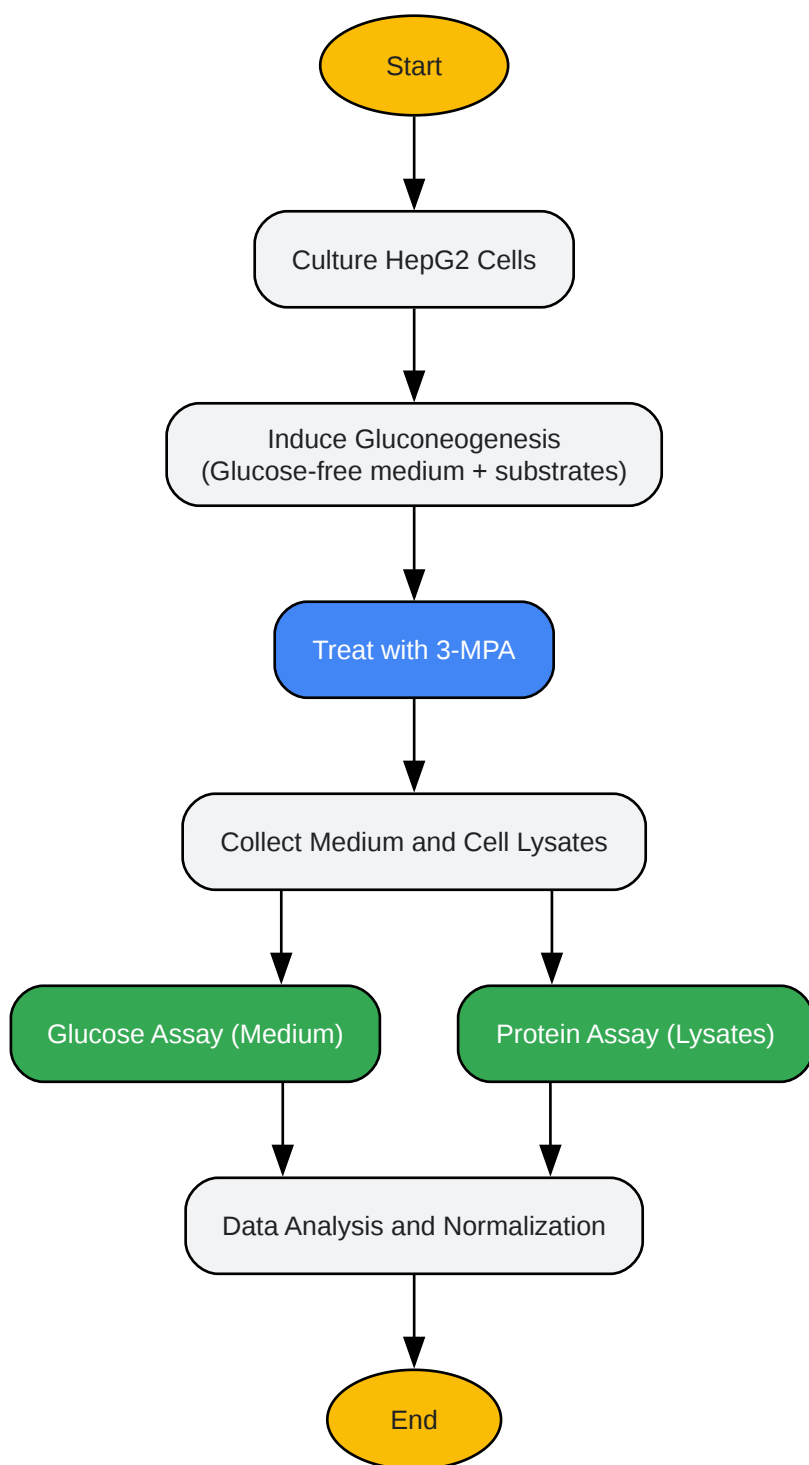 Start
Culture HepG2 Cells
Induce Gluconeogenesis
(Glucose-free medium + substrates)
Treat with 3-MPA
Collect Medium and Cell Lysates
Glucose Assay (Medium)
Protein Assay (Lysates)
Data Analysis and Normalization
End